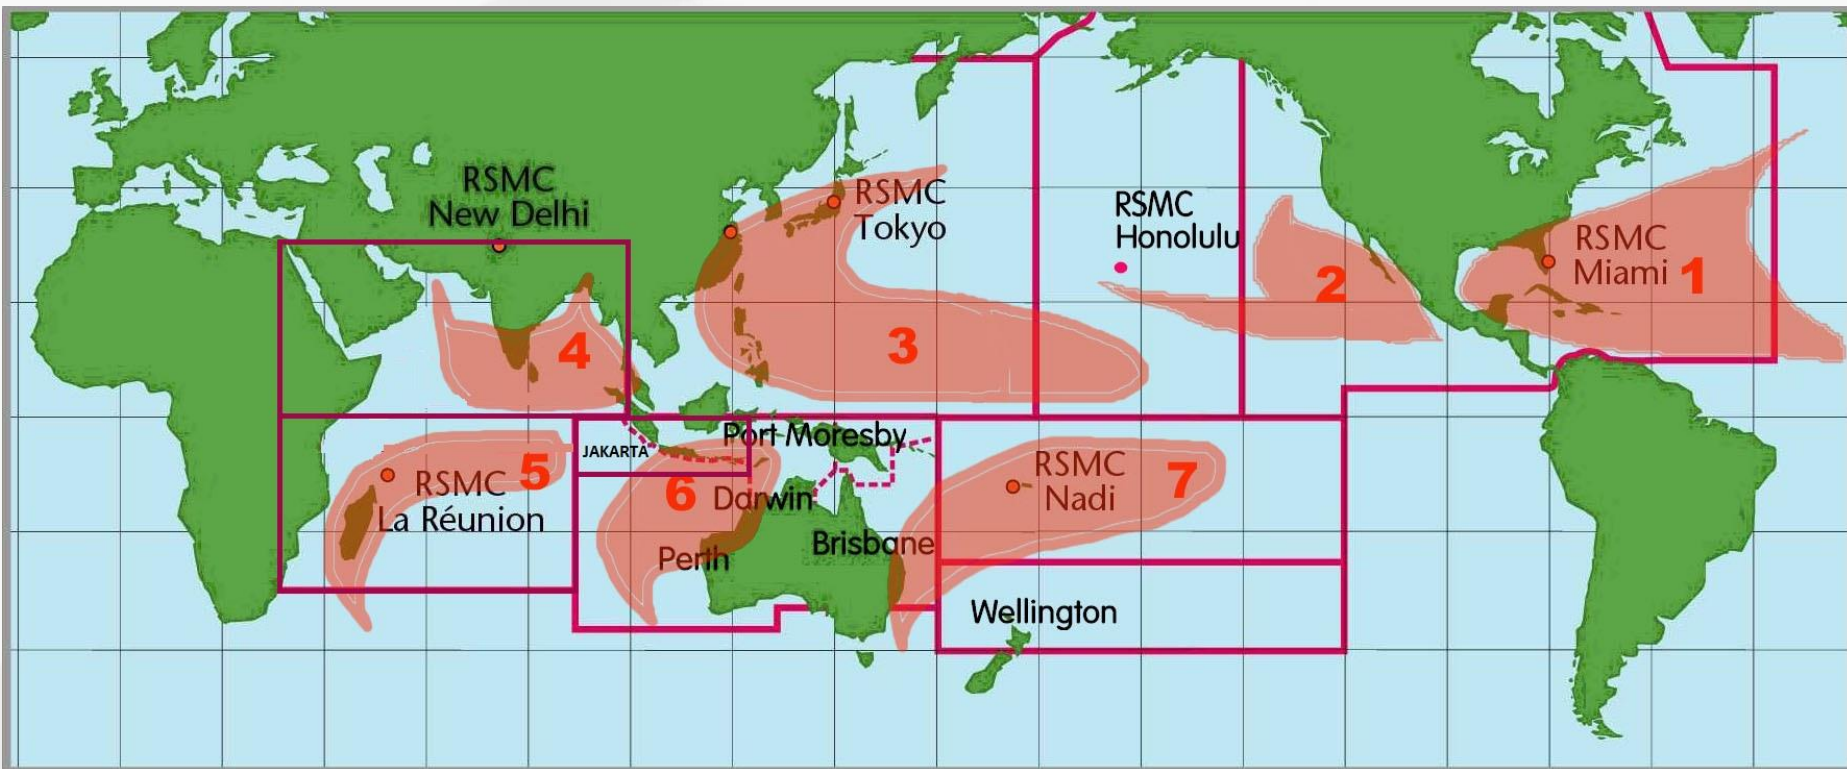 RSMC
New Delhi
RSMC
Tokyo
RSMC
Honolulu
RSMC
Miami
1
2
3
4
5
RSMC
La Réunion
JAKARTA
Port Moresby
6
Darwin
Perth
Brisbane
RSMC
Nadi
7
Wellington